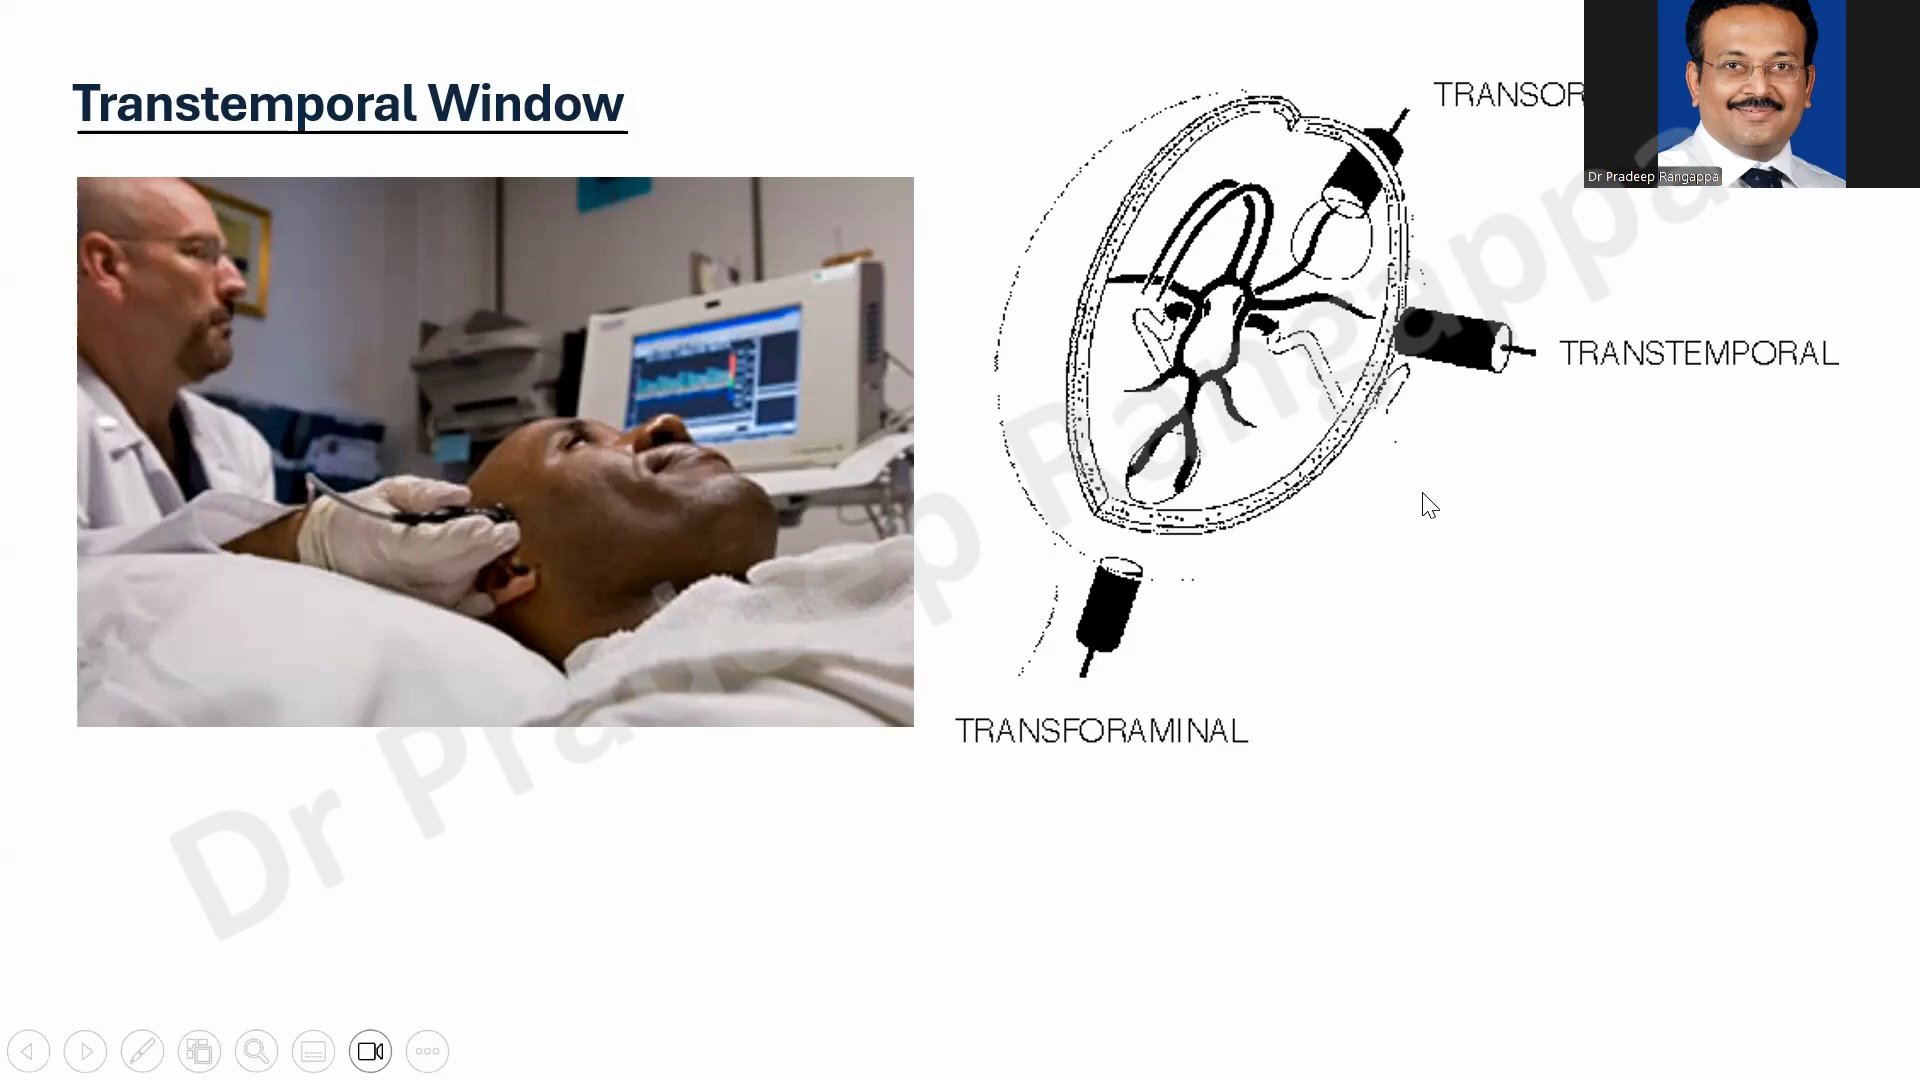 Transtemporal Window
TRANSOR
Dr Pradeep Rangappa
TRANSTEMPORAL
TRANSFORAMINAL
Dr Pradeep Rangappa